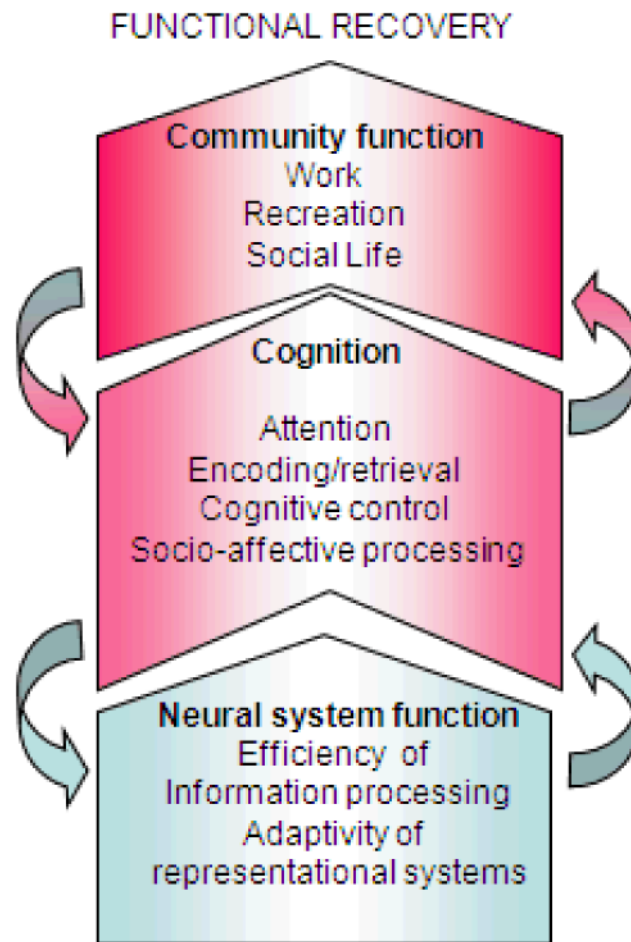 FUNCTIONAL RECOVERY
Community function
Work
Recreation
Social Life
Cognition
Attention
Encoding/retrieval
Cognitive control
Socio-affective processing
Neural system function
Efficiency of
Information processing
Adaptivity of
representational systems